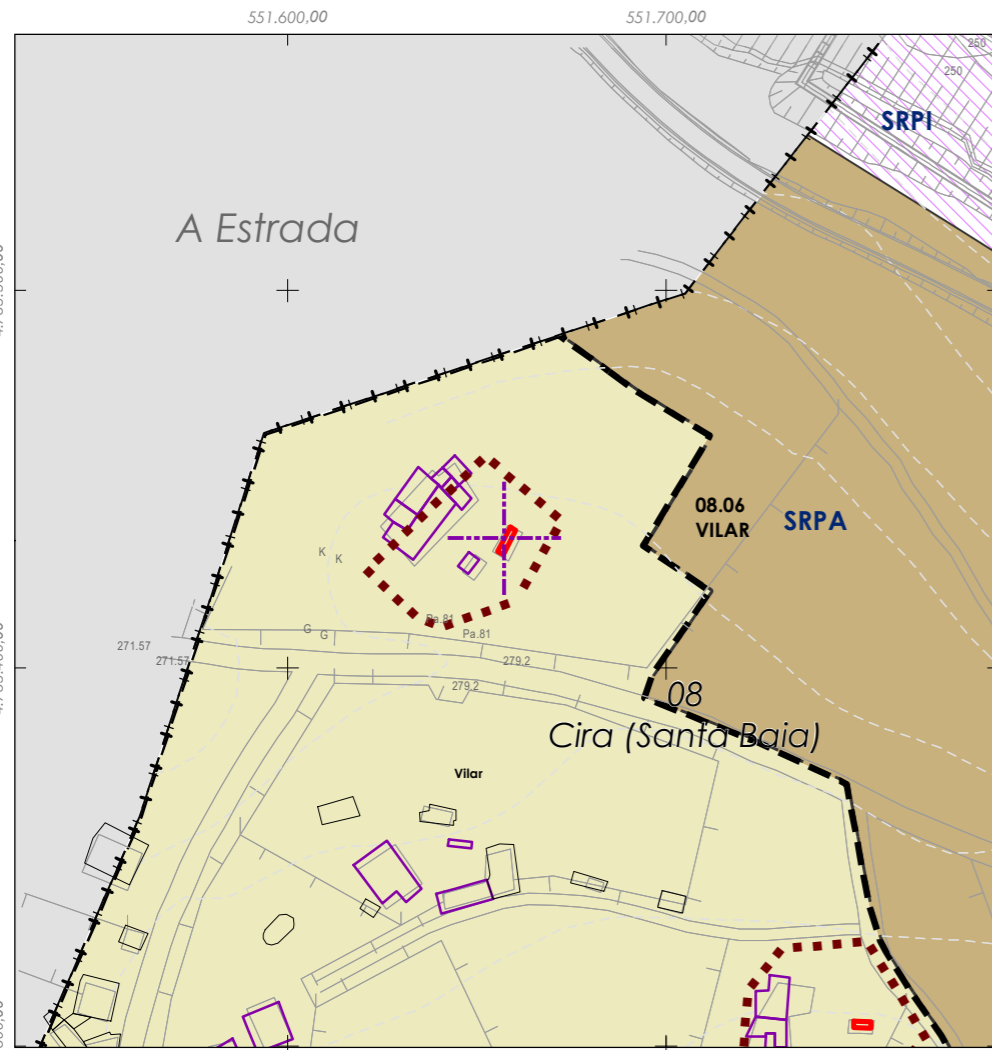 551.600,00
551.700,00
250
250
SRPI
A Estrada
08.06
VILAR
SRPA
K
K
Pa.81
G
G
Pa.81
271.57
271.57
279.2
279.2
08
Cira (Santa Baia)
Vilar